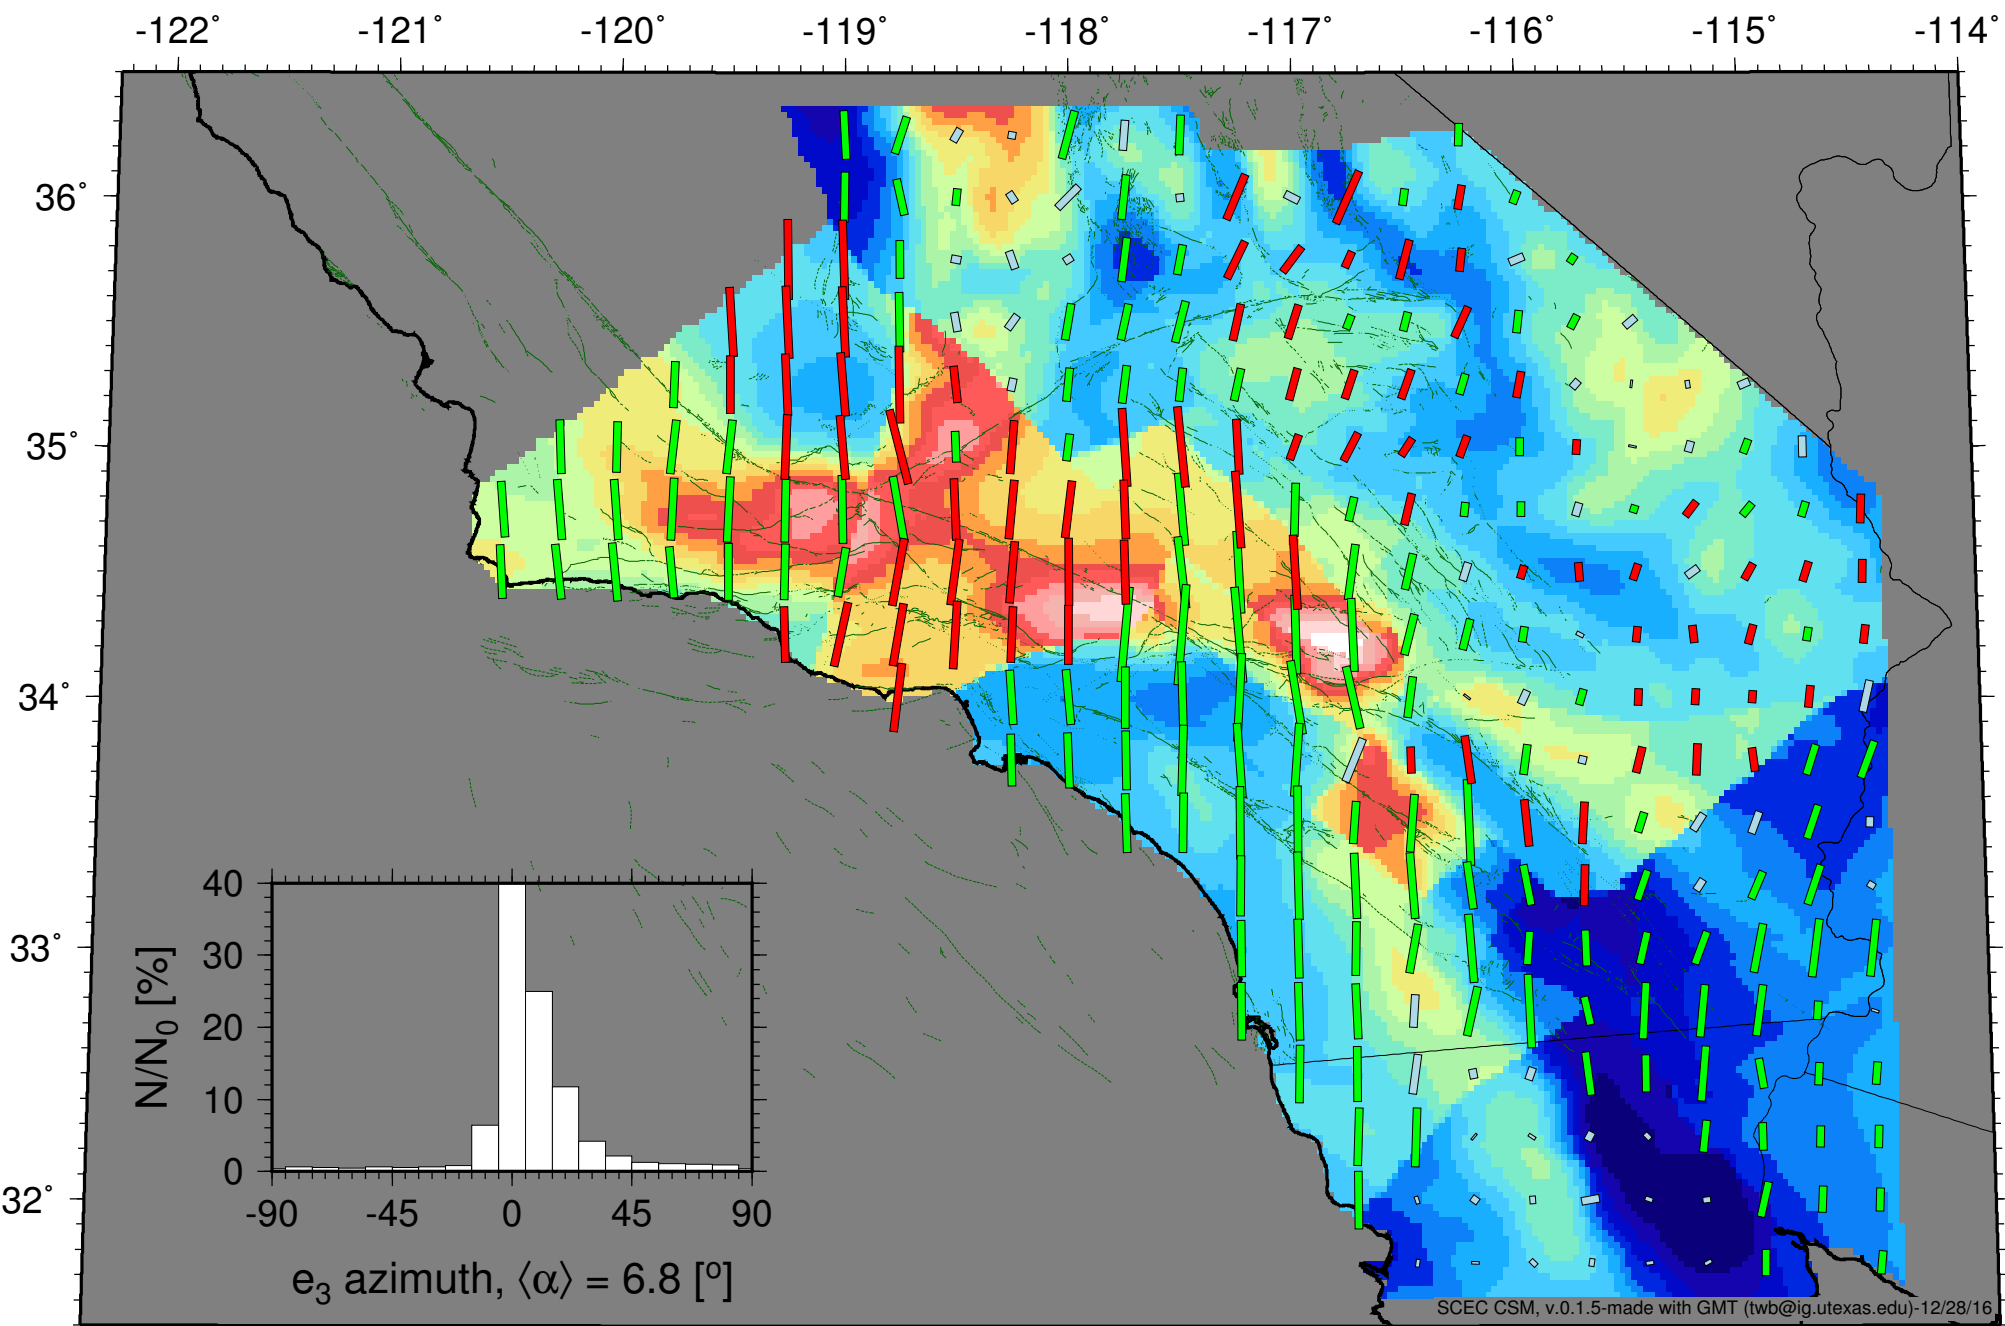 -122° -121° -120° -119° -118° -117° -116° -115° -114°
36°
35°
34°
33°
32°
40
30
20
10
0
N/N0 [%]
-90 -45 0 45 90
e3 azimuth, ⟨α⟩ = 6.8 [º]
SCEC CSM, v.0.1.5-made with GMT (twb@ig.utexas.edu)-12/28/16